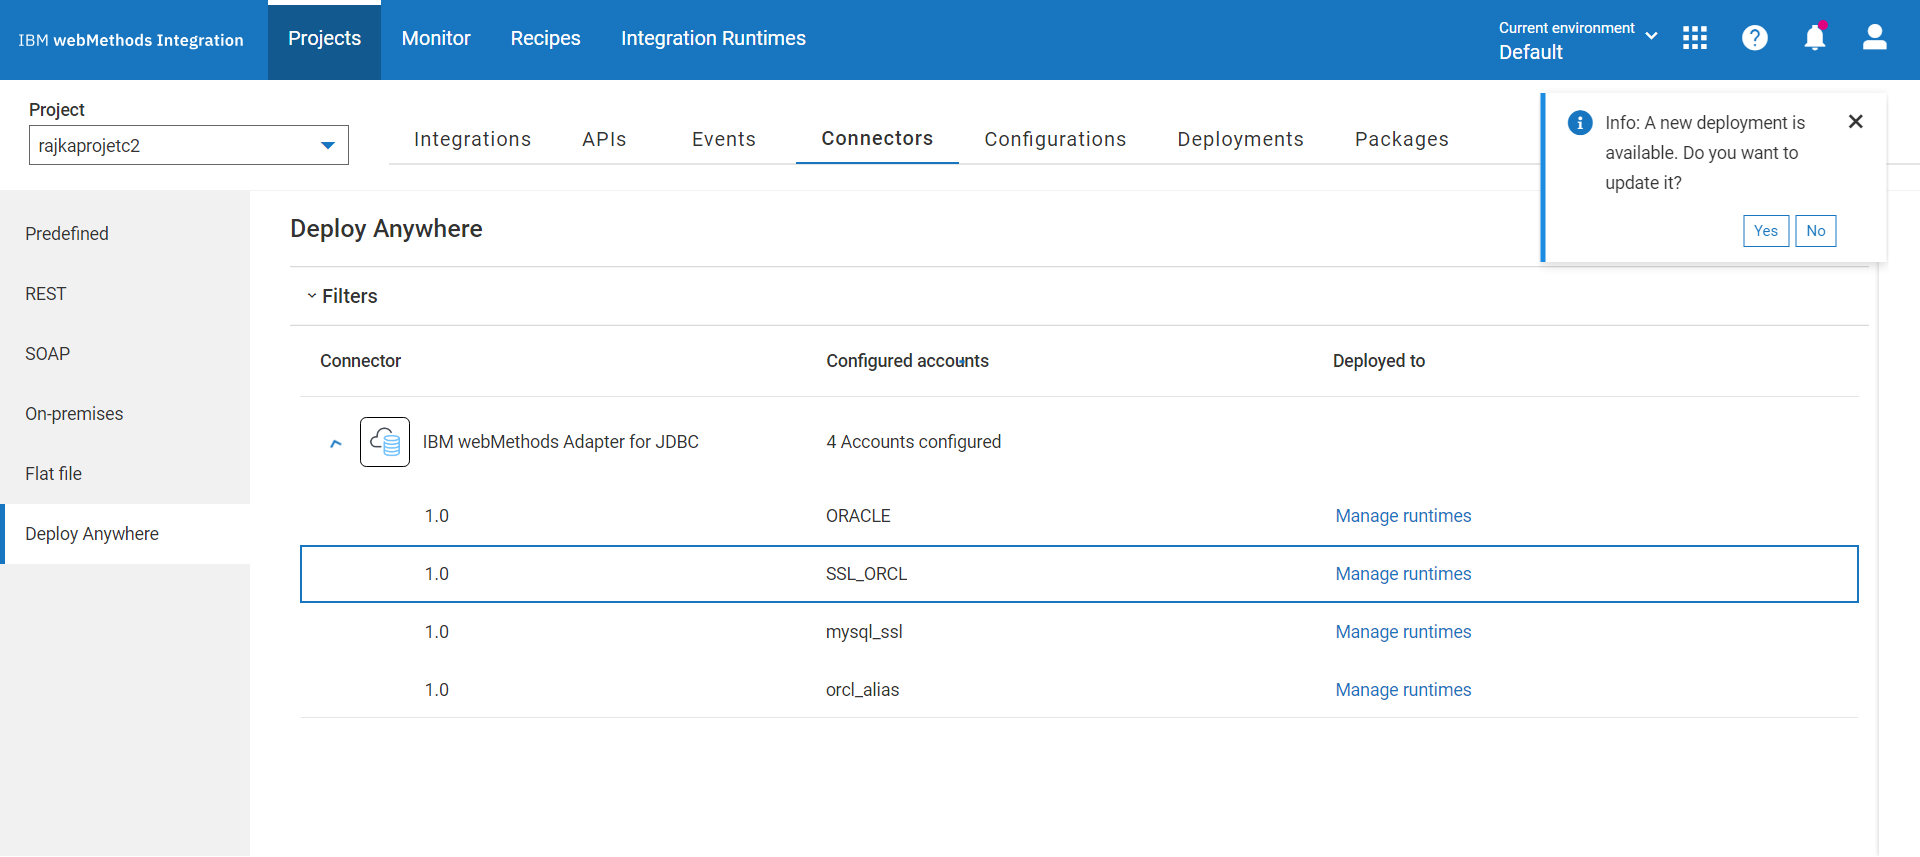 IBM webMethods Integration
Projects
Monitor
Recipes
Integration Runtimes
Current environment
Default
Project
rajkaprojetc2
Integrations
APIs
Events
Connectors
Configurations
Deployments
Packages
Info: A new deployment is
available. Do you want to
update it?
Yes
No
Predefined
REST
SOAP
On-premises
Flat file
Deploy Anywhere
Deploy Anywhere
Filters
Connector
Configured accounts
Deployed to
IBM webMethods Adapter for JDBC
4 Accounts configured
1.0
ORACLE
Manage runtimes
1.0
SSL_ORCL
Manage runtimes
1.0
mysql_ssl
Manage runtimes
1.0
orcl_alias
Manage runtimes